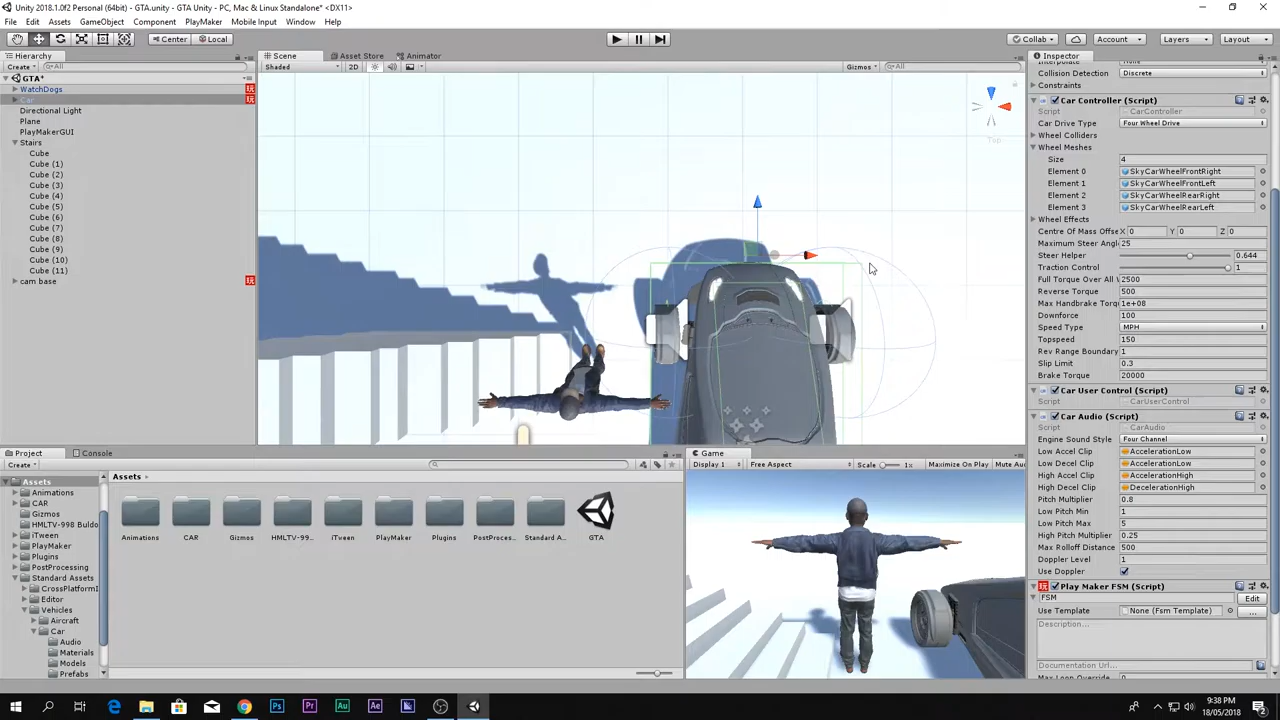 Unity 2018.1.0f2 Personal (64bit) - GTA.unity - GTA Unity - PC, Mac & Linux Standalone* <DX11>
File Edit Assets GameObject Component PlayMaker Mobile Input Window Help
Center Local Collab Account Layers Layout
Hierarchy
Create All
GTA*
WatchDogs
Car
Directional Light
Plane
PlayMakerGUI
Stairs
Cube
Cube (1)
Cube (2)
Cube (3)
Cube (4)
Cube (5)
Cube (6)
Cube (7)
Cube (8)
Cube (9)
Cube (10)
Cube (11)
cam base
Scene Asset Store Animator
Shaded 2D Gizmos All
Top
Inspector
Collision Detection Discrete
Constraints
Car Controller (Script)
Script CarController
Car Drive Type Four Wheel Drive
Wheel Colliders
Wheel Meshes
Size 4
Element 0 SkyCarWheelFrontRight
Element 1 SkyCarWheelFrontLeft
Element 2 SkyCarWheelRearRight
Element 3 SkyCarWheelRearLeft
Wheel Effects
Centre Of Mass Offse X 0 Y 0 Z 0
Maximum Steer Angle 25
Steer Helper 0.644
Traction Control 1
Full Torque Over All W 2500
Reverse Torque 500
Max Handbrake Torq 1e+08
Downforce 100
Speed Type MPH
Topspeed 150
Rev Range Boundary 1
Slip Limit 0.3
Brake Torque 20000
Car User Control (Script)
Script CarUserControl
Car Audio (Script)
Script CarAudio
Engine Sound Style Four Channel
Low Accel Clip AccelerationLow
Low Decel Clip AccelerationLow
High Accel Clip AccelerationHigh
High Decel Clip DecelerationHigh
Pitch Multiplier 0.8
Low Pitch Min 1
Low Pitch Max 5
High Pitch Multiplier 0.25
Max Rolloff Distance 500
Doppler Level 1
Use Doppler
Play Maker FSM (Script)
FSM Edit
Use Template None (Fsm Template) ...
Description...
Documentation Url...
Max Loop Override 0
Project Console
Create
Assets
Animations
CAR
Gizmos
HMLTV-998 Buldo
iTween
PlayMaker
Plugins
PostProcessing
Standard Assets
CrossPlatformI
Editor
Vehicles
Aircraft
Car
Audio
Materials
Models
Prefabs
Assets
Animations CAR Gizmos HMLTV-99... iTween PlayMaker Plugins PostProces... Standard A... GTA
Game
Display 1 Free Aspect Scale 1x Maximize On Play Mute Au
9:38 PM
18/05/2018